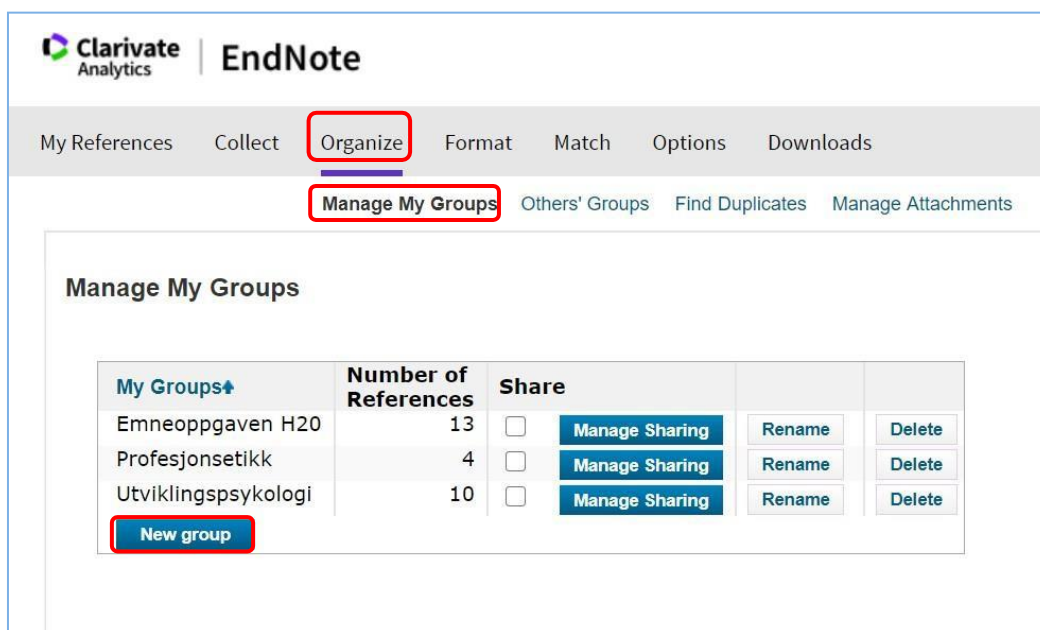 Clarivate
Analytics
EndNote
My References Collect Organize Format Match Options Downloads
Manage My Groups Others' Groups Find Duplicates Manage Attachments
Manage My Groups
My Groups Number of References Share
Emneoppgaven H20 13 Manage Sharing Rename Delete
Profesjonsetikk 4 Manage Sharing Rename Delete
Utviklingspsykologi 10 Manage Sharing Rename Delete
New group